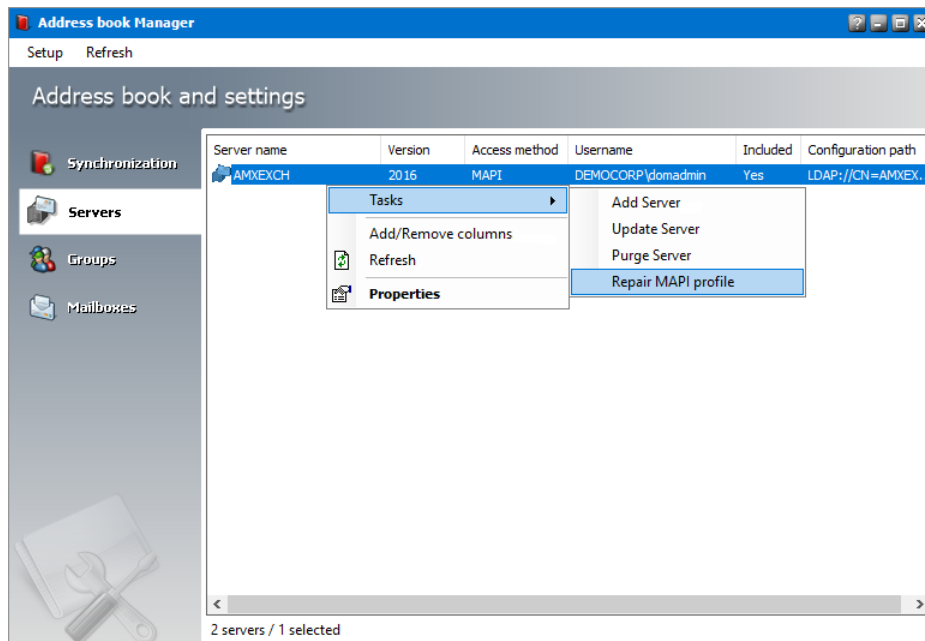 Address book Manager
Setup Refresh
Address book and settings
Synchronization
Servers
Groups
Mailboxes
Server name Version Access method Username Included Configuration path
AMXEXCH 2016 MAPI DEMOCORP\domadmin Yes LDAP://CN=AMXEX...
Tasks
Add/Remove columns
Refresh
Properties
Add Server
Update Server
Purge Server
Repair MAPI profile
2 servers / 1 selected